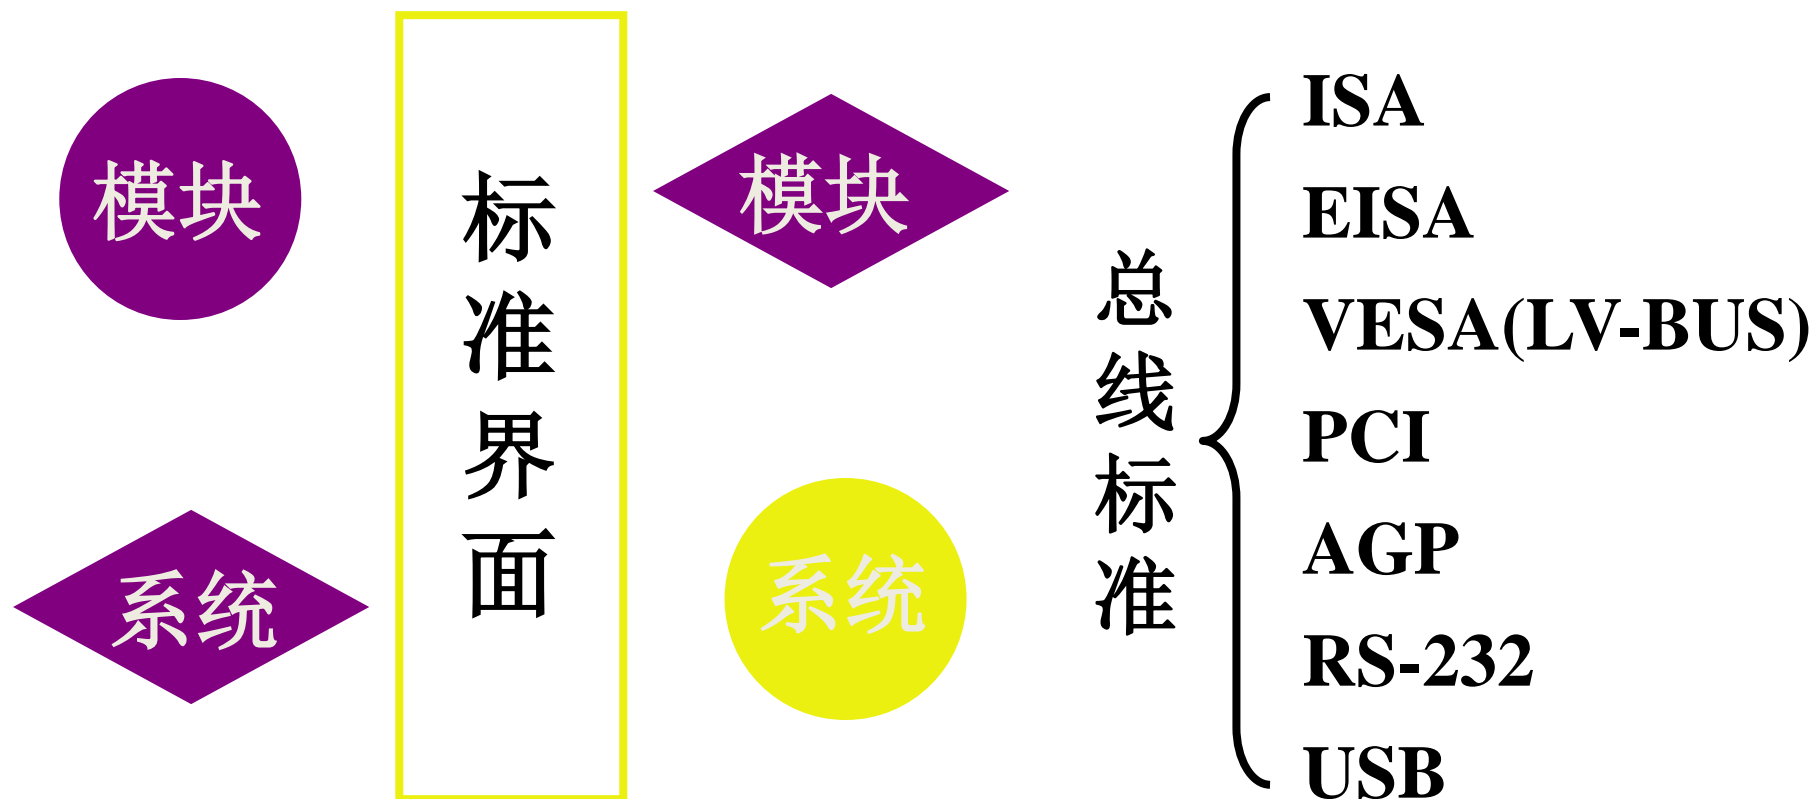 模块
系统
标准界面
模块
系统
总线标准
ISA
EISA
VESA(LV-BUS)
PCI
AGP
RS-232
USB